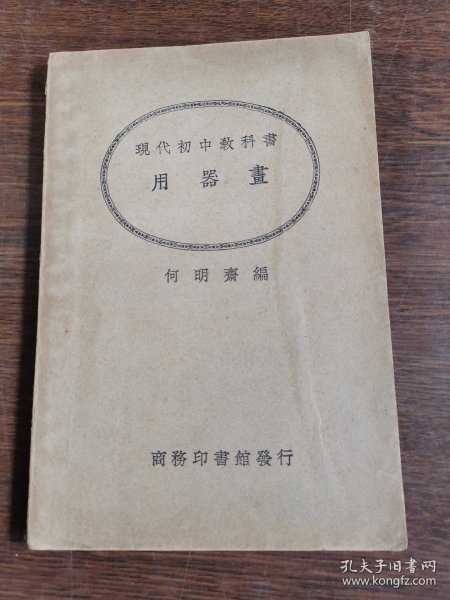 現代初中教科書
用器畫
何明齋編
商務印書館發行
孔夫子旧书网
www.kongfz.com